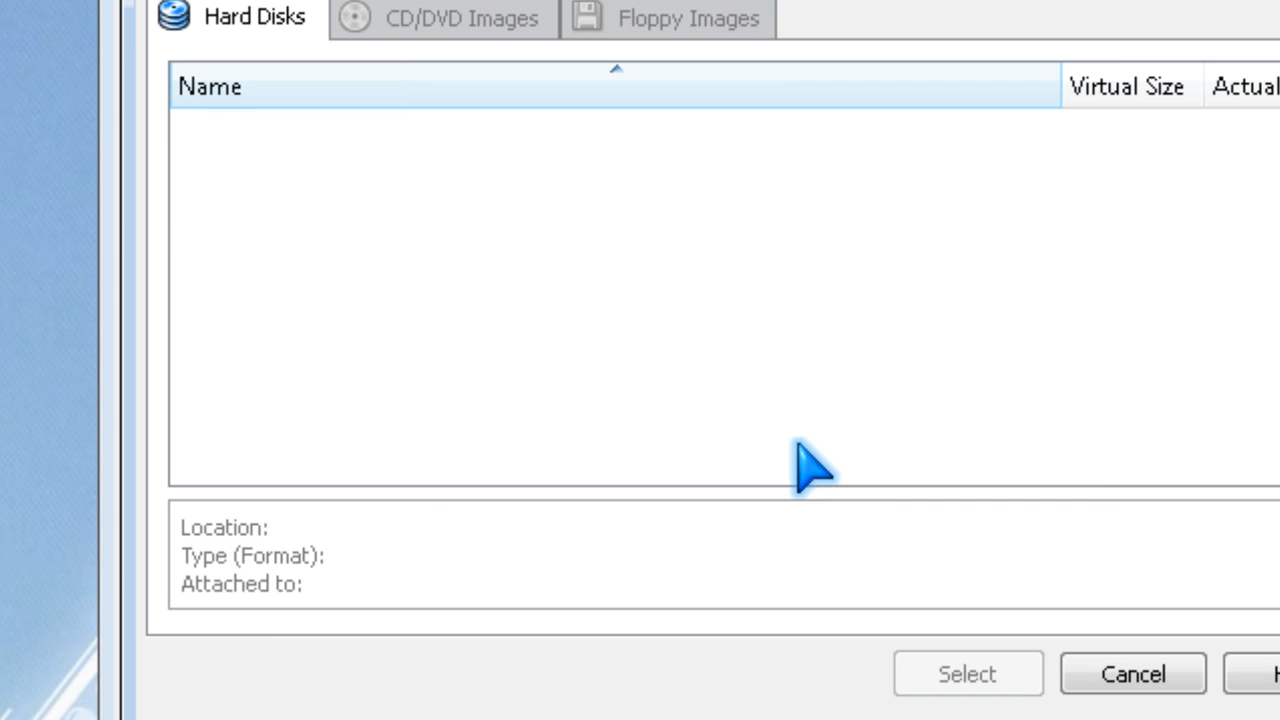 Hard Disks CD/DVD Images Floppy Images
Name Virtual Size Actual
Location:
Type (Format):
Attached to:
Select Cancel H